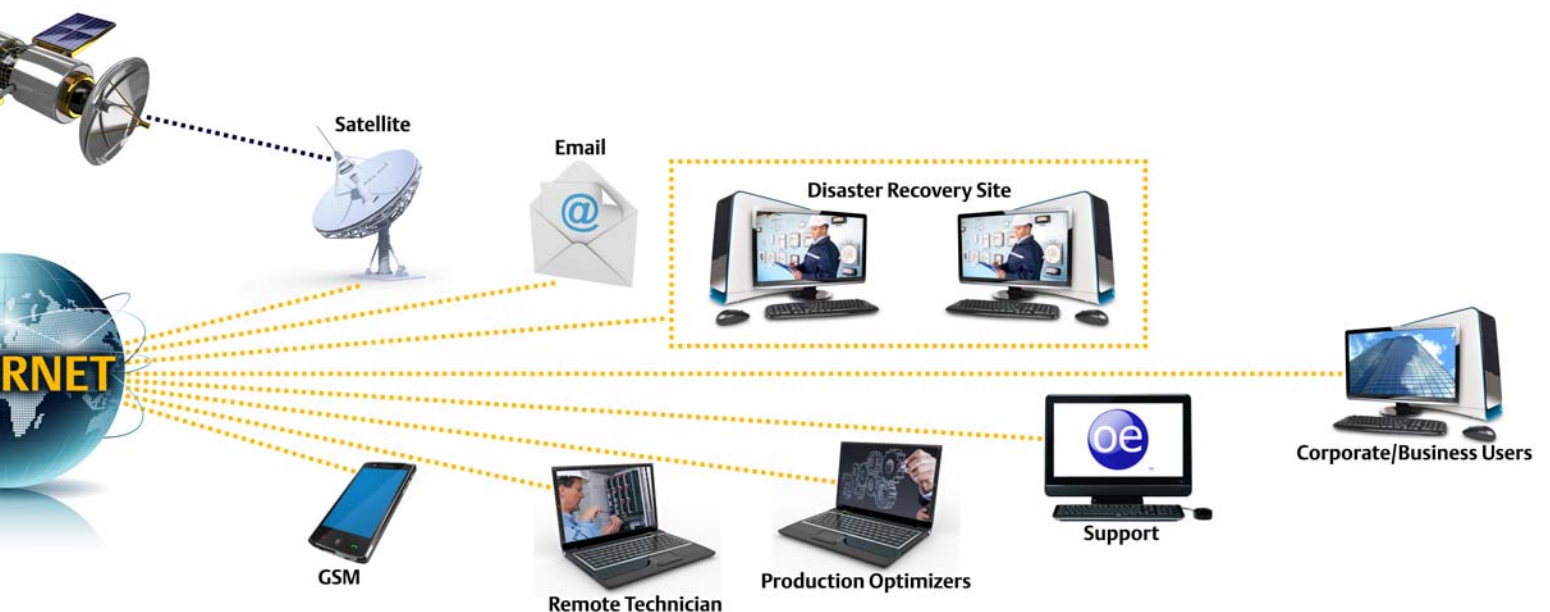 Satellite
Email
@
Disaster Recovery Site
RNET
oe
Corporate/Business Users
Support
GSM
Production Optimizers
Remote Technician